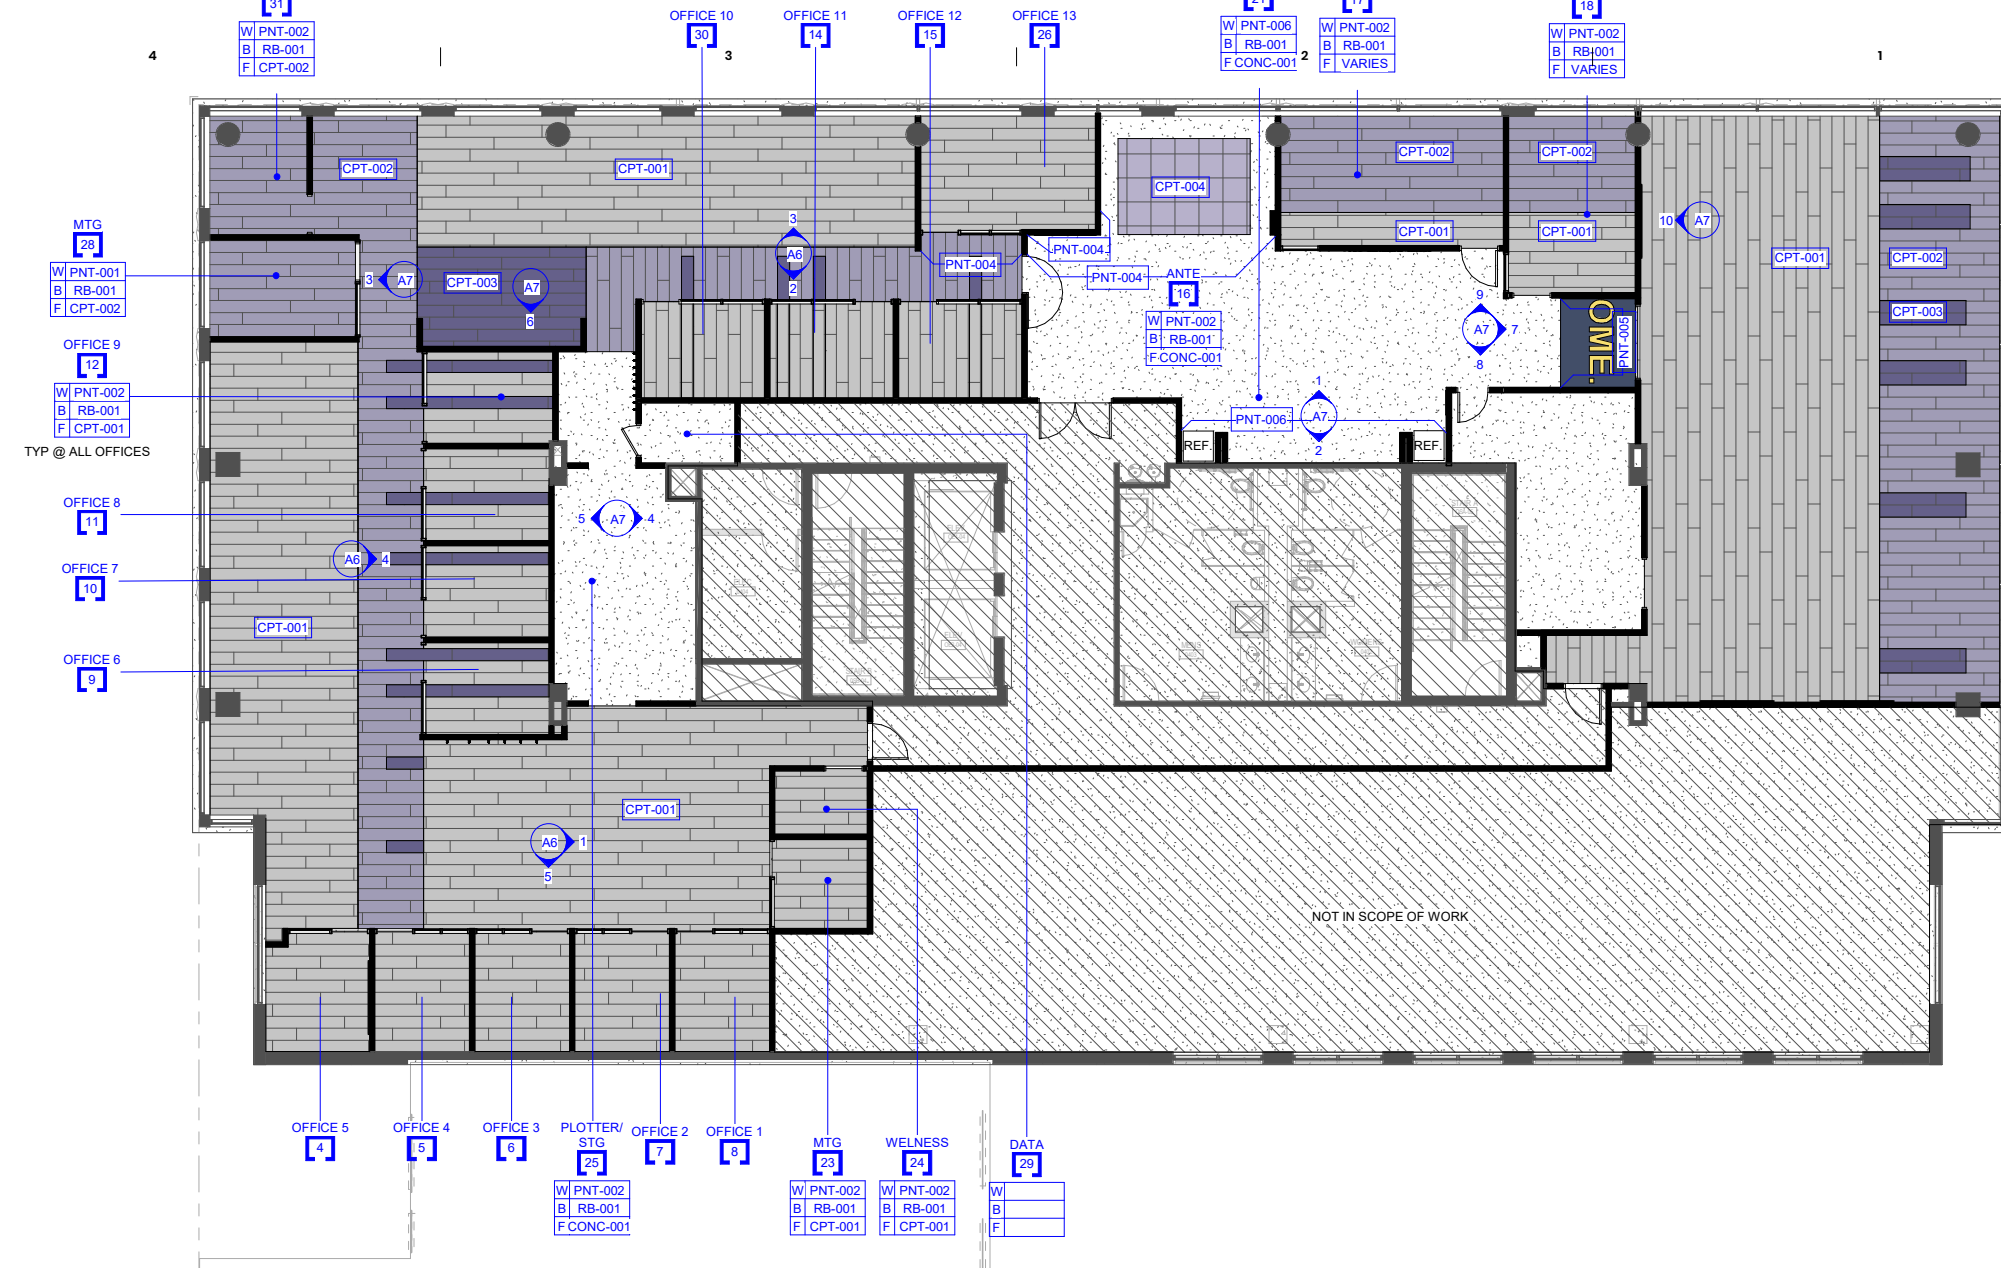 31
W PNT-002
B RB-001
F CPT-002
OFFICE 10
30
OFFICE 11
14
OFFICE 12
15
OFFICE 13
26
21
W PNT-006
B RB-001
F CONC-001
17
W PNT-002
B RB-001
F VARIES
18
W PNT-002
B RB-001
F VARIES
4
3
2
1
CPT-002
CPT-001
CPT-004
CPT-002
CPT-002
CPT-001
CPT-001
10 A7
CPT-001
CPT-002
CPT-003
MTG
28
W PNT-001
B RB-001
F CPT-002
3 A7
CPT-003
A7
6
3
A6
2
PNT-004
PNT-004
PNT-004
ANTE
16
W PNT-002
B RB-001
F CONC-001
9
A7 7
8
OME.
PNT-005
OFFICE 9
12
W PNT-002
B RB-001
F CPT-001
TYP @ ALL OFFICES
1
A7
2
PNT-006
REF.
REF.
OFFICE 8
11
5 A7 4
A6 4
OFFICE 7
10
CPT-001
OFFICE 6
9
CPT-001
A6 1
5
NOT IN SCOPE OF WORK
OFFICE 5
4
OFFICE 4
5
OFFICE 3
6
PLOTTER/
STG
25
W PNT-002
B RB-001
F CONC-001
OFFICE 2
7
OFFICE 1
8
MTG
23
W PNT-002
B RB-001
F CPT-001
WELNESS
24
W PNT-002
B RB-001
F CPT-001
DATA
29
W
B
F